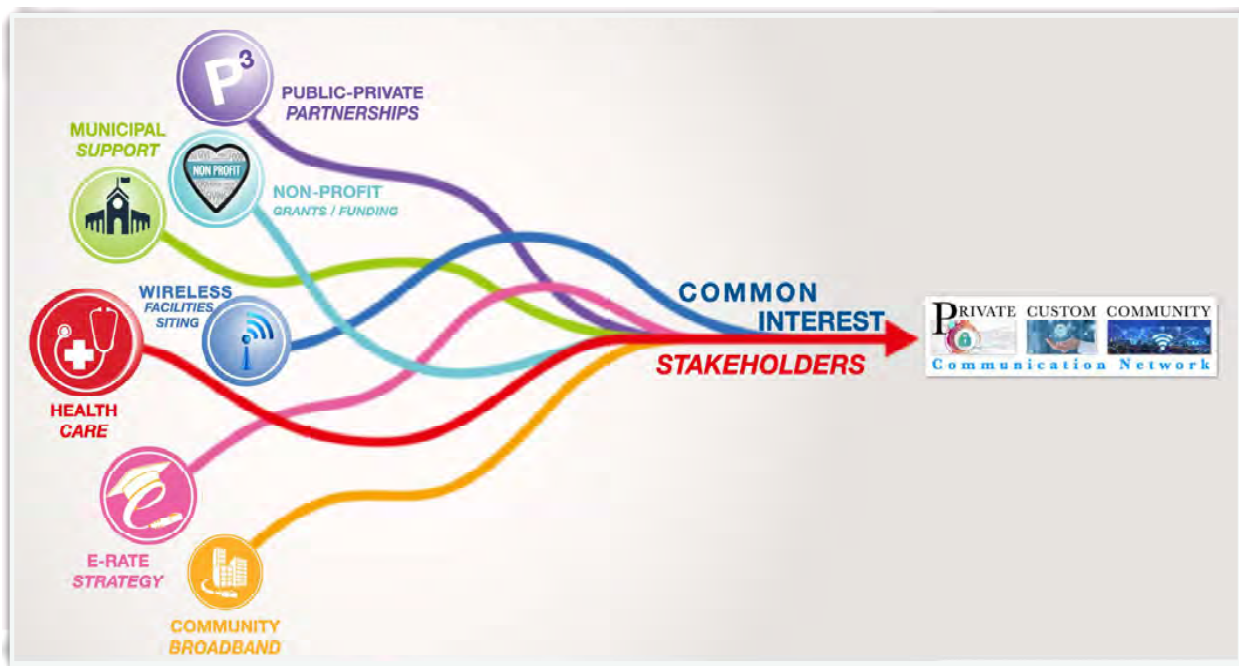 P3
PUBLIC-PRIVATE
PARTNERSHIPS
MUNICIPAL
SUPPORT
NON PROFIT
NON-PROFIT
GRANTS / FUNDING
WIRELESS
FACILITIES
SITING
COMMON
INTEREST
STAKEHOLDERS
PRIVATE CUSTOM COMMUNITY
Communication Network
HEALTH
CARE
e
E-RATE
STRATEGY
COMMUNITY
BROADBAND